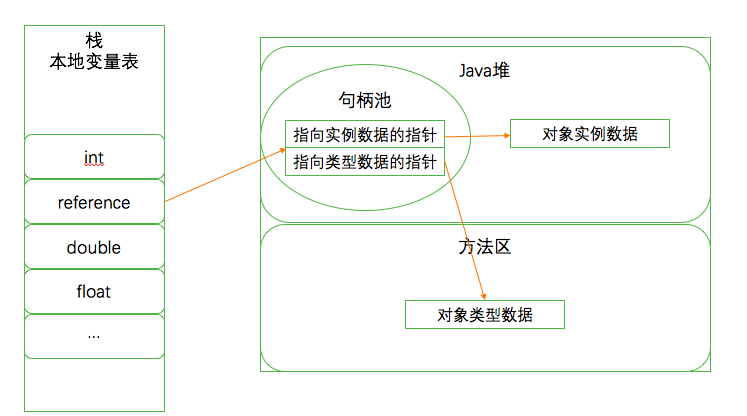 栈
本地变量表
int
reference
double
float
...
Java堆
句柄池
指向实例数据的指针
指向类型数据的指针
对象实例数据
方法区
对象类型数据